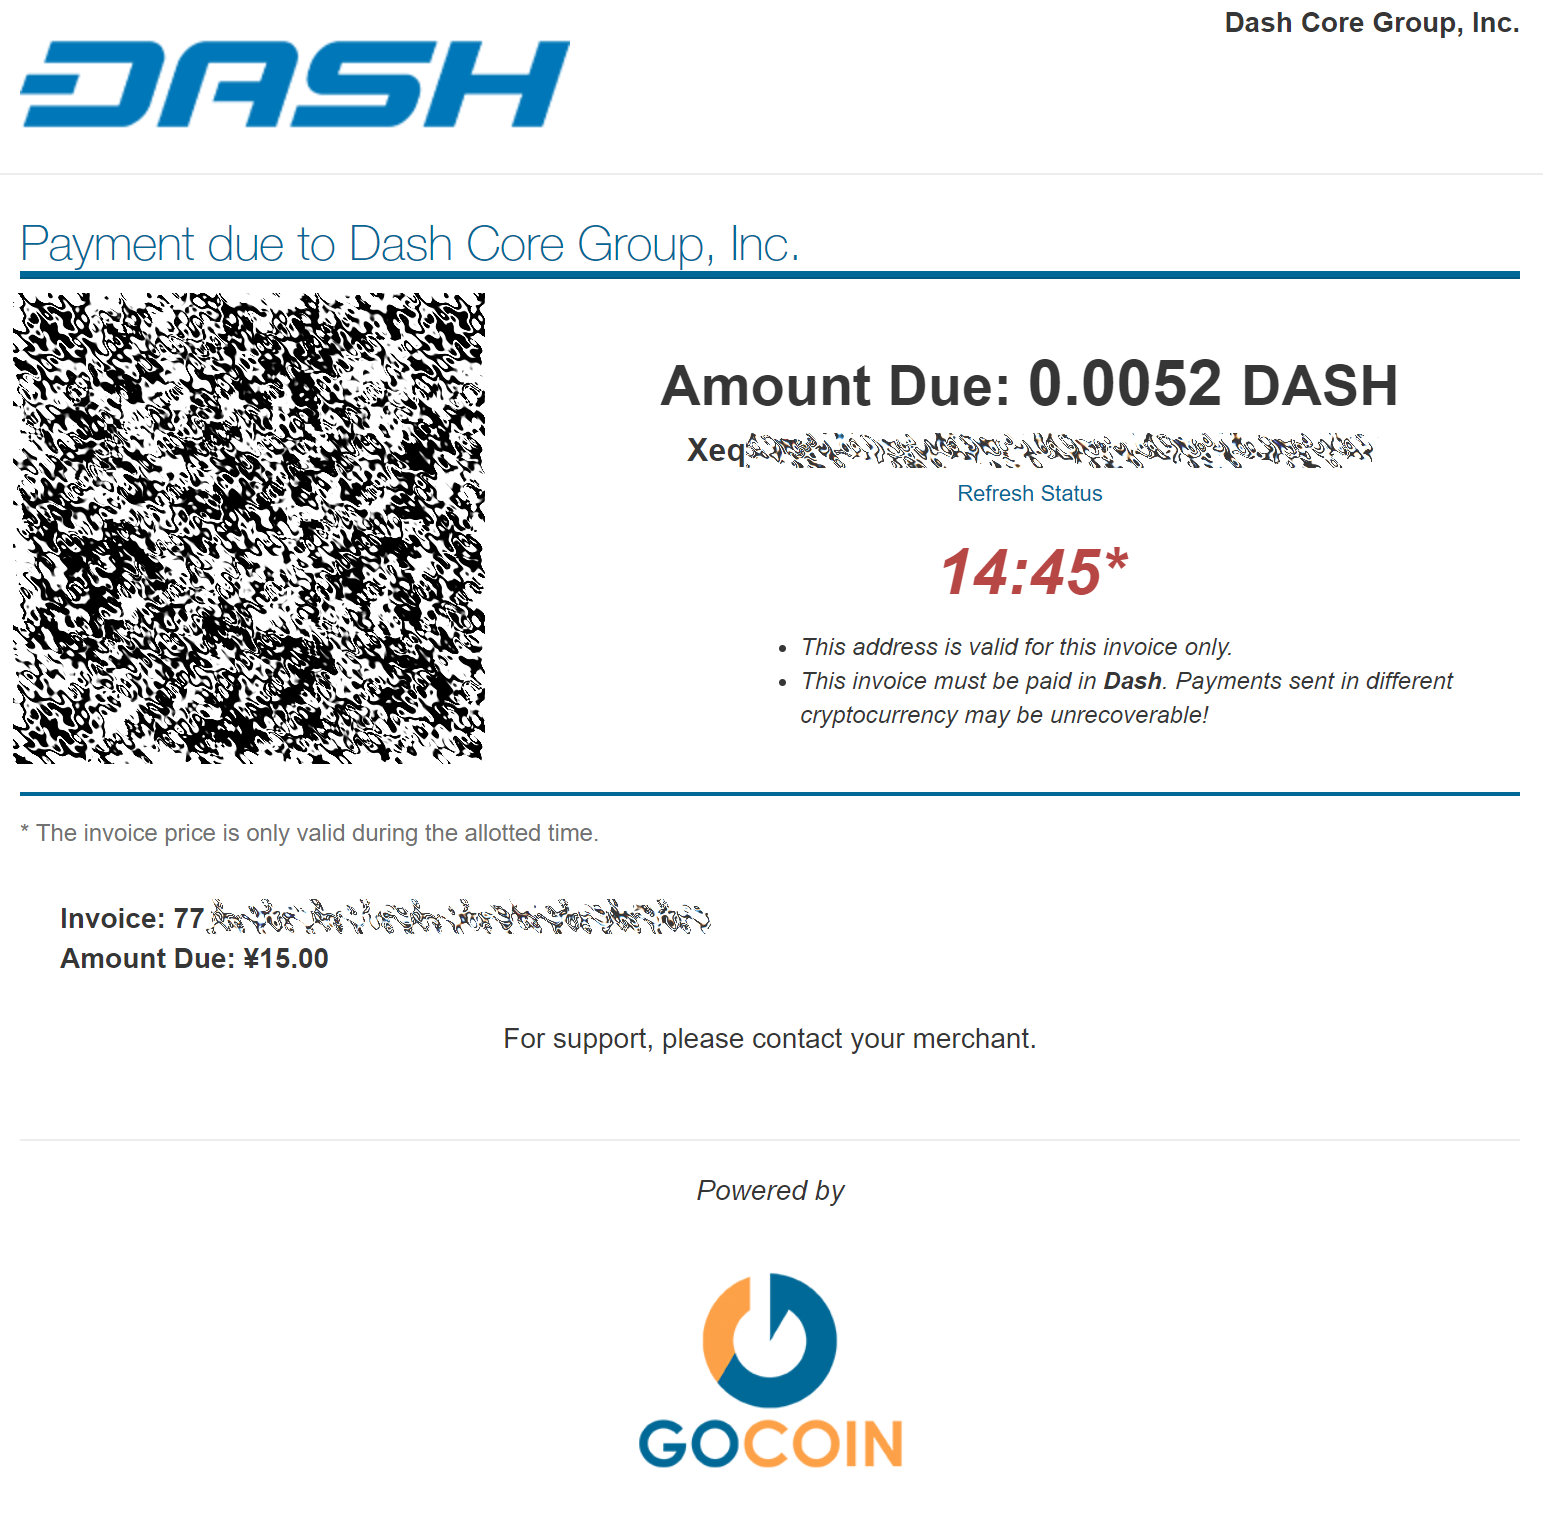 Dash Core Group, Inc.
DASH
Payment due to Dash Core Group, Inc.
Amount Due: 0.0052 DASH
Xeq
Refresh Status
14:45*
• This address is valid for this invoice only.
• This invoice must be paid in Dash. Payments sent in different
cryptocurrency may be unrecoverable!
* The invoice price is only valid during the allotted time.
Invoice: 77
Amount Due: ¥15.00
For support, please contact your merchant.
Powered by
GOCOIN